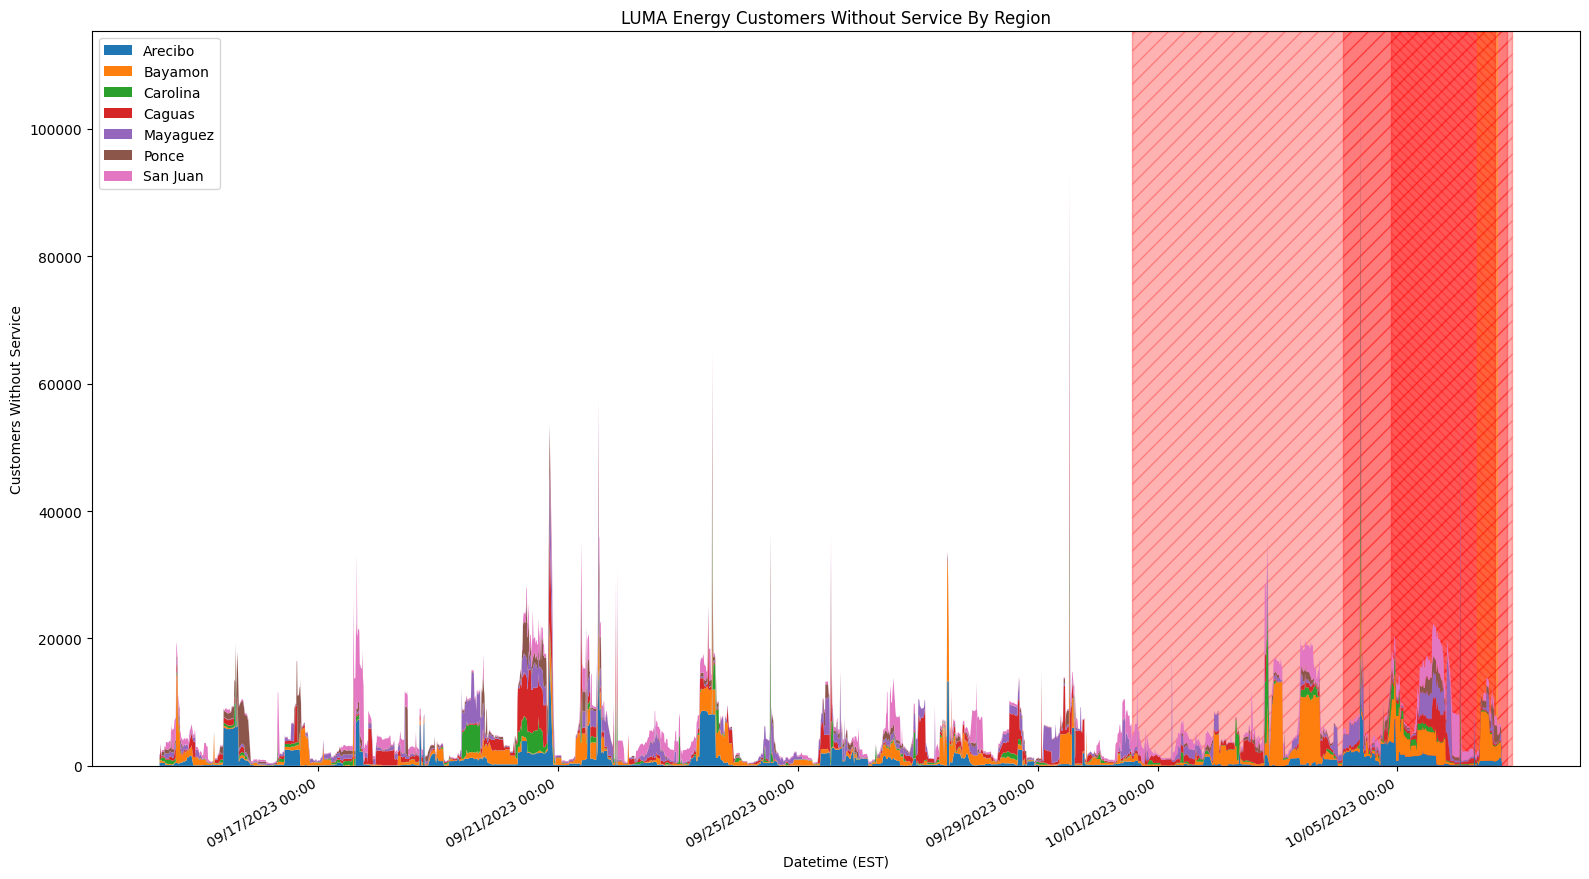 LUMA Energy Customers Without Service By Region
Arecibo
Bayamon
Carolina
Caguas
Mayaguez
Ponce
San Juan
100000
80000
60000
40000
20000
0
Customers Without Service
09/17/2023 00:00
09/21/2023 00:00
09/25/2023 00:00
09/29/2023 00:00
10/01/2023 00:00
10/05/2023 00:00
Datetime (EST)